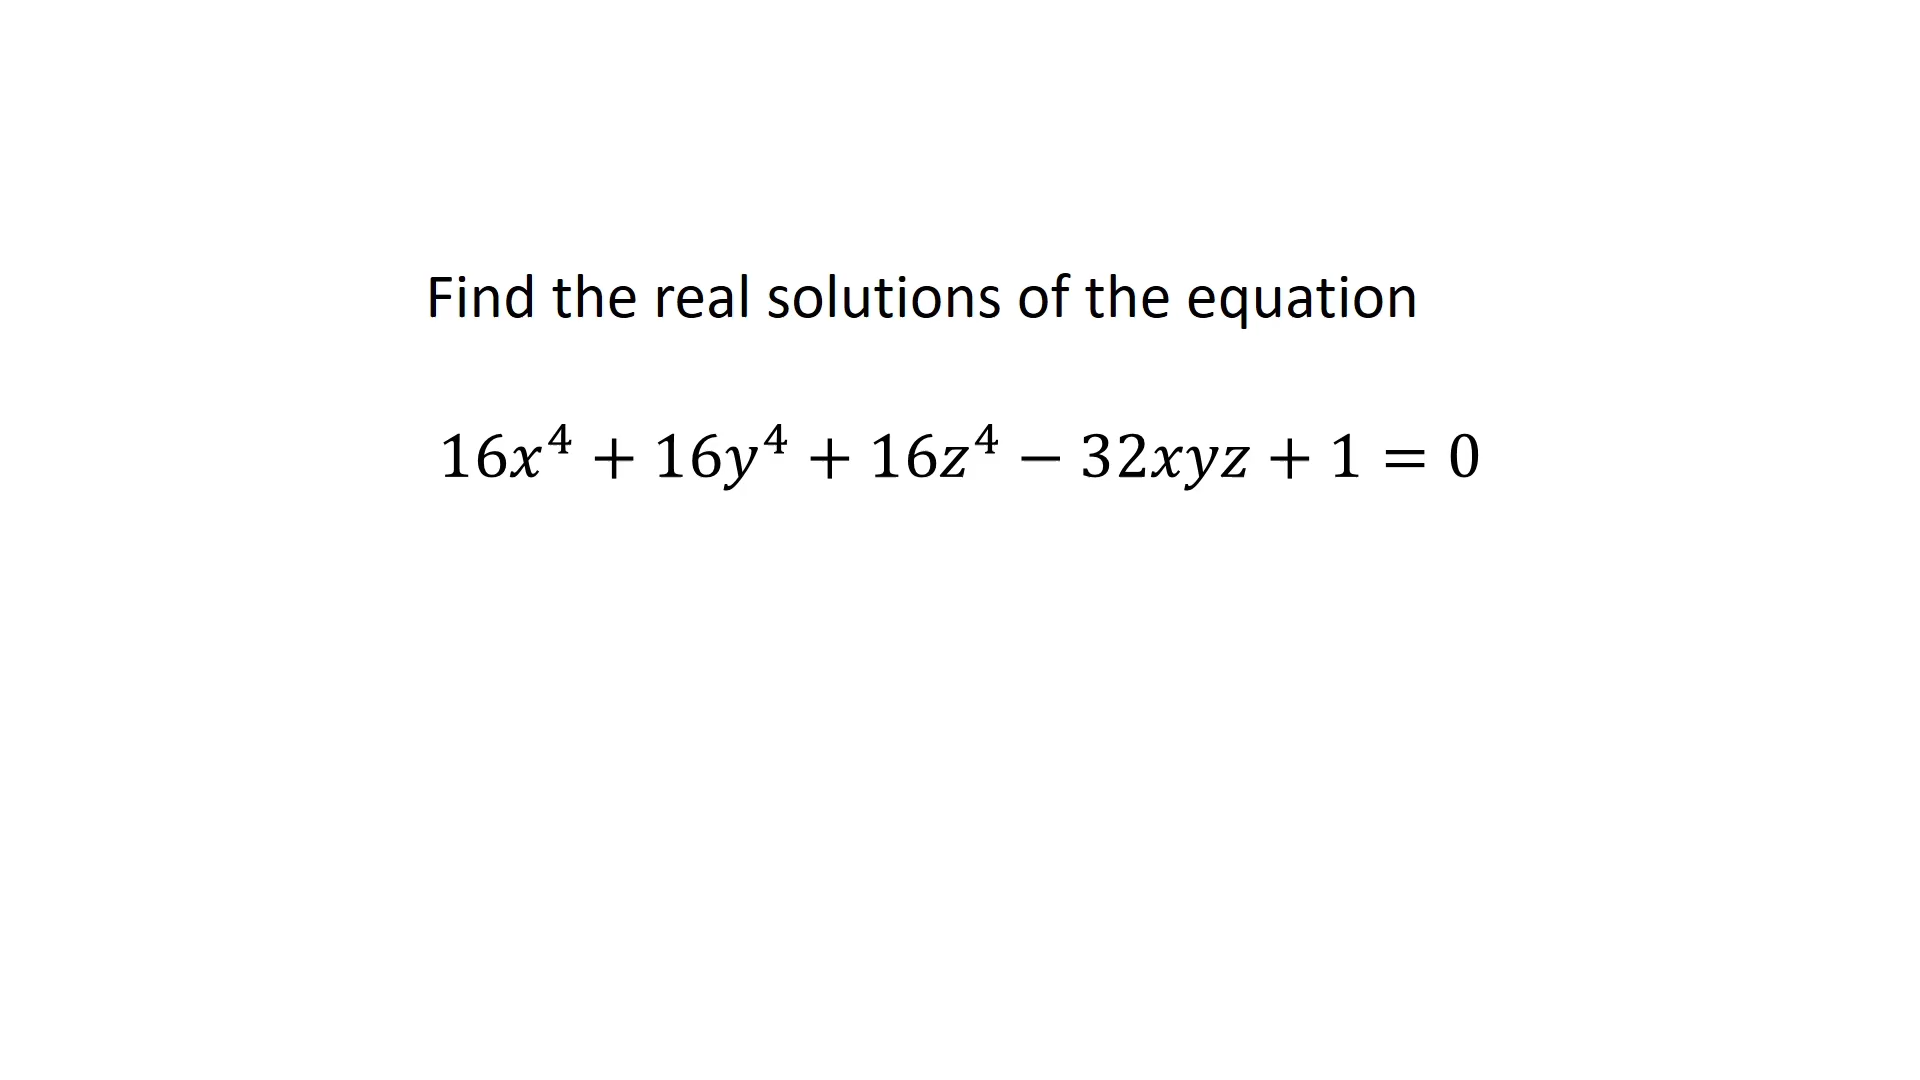 Find the real solutions of the equation
16x⁴ + 16y⁴ + 16z⁴ − 32xyz + 1 = 0